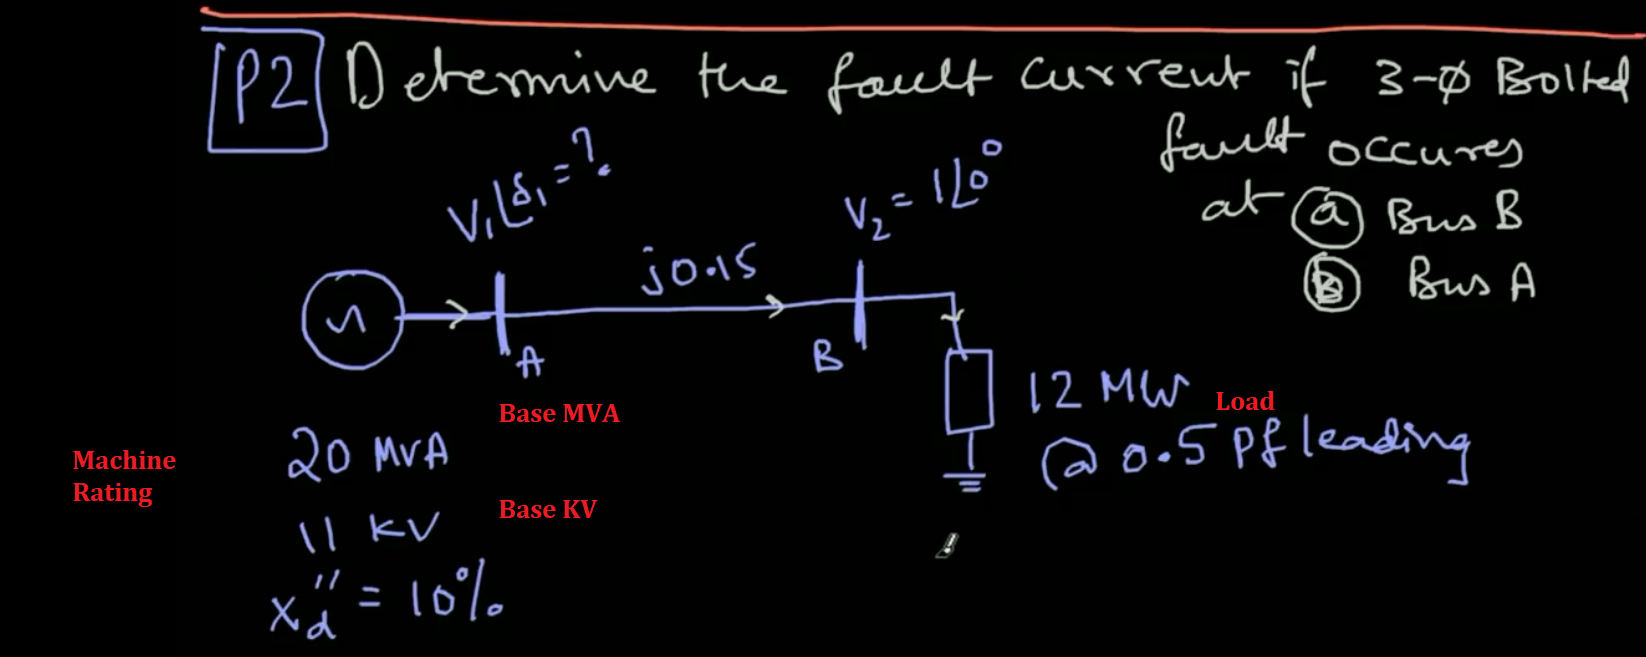 P2 Determine the fault current if 3-Ø Bolted
fault occures
at ⓐ Bus B
Ⓑ Bus A
V₁∠δ₁ = ?
V₂ = 1∠0°
j0.15
A
B
Base MVA
12 MW Load
@ 0.5 Pf leading
Machine
Rating
20 MVA
Base KV
11 KV
X"d = 10%